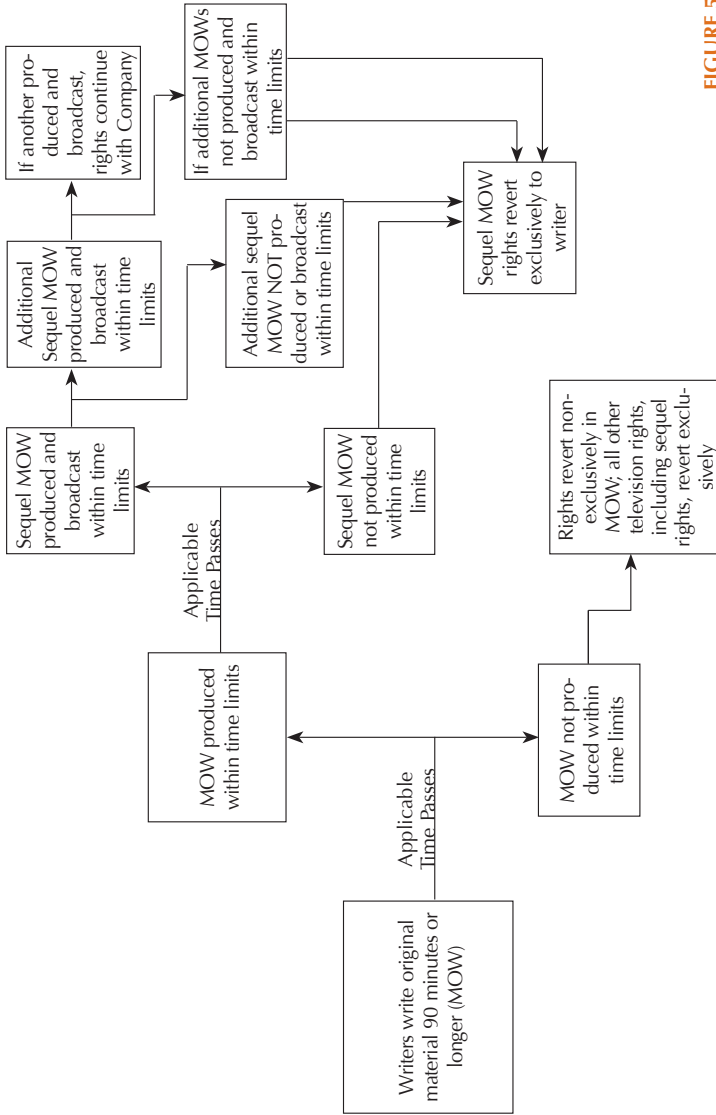 Writers write original
material 90 minutes or
longer (MOW)
Applicable
Time Passes
MOW produced
within time limits
MOW not pro-
duced within
time limits
Applicable
Time Passes
Sequel MOW
produced and
broadcast
within time
limits
Sequel MOW
not produced
within time
limits
Rights revert non-
exclusively in
MOW; all other
television rights,
including sequel
rights, revert exclu-
sively
Additional
Sequel MOW
produced and
broadcast
within time
limits
Additional sequel
MOW NOT pro-
duced or broadcast
within time limits
If another pro-
duced and
broadcast,
rights continue
with Company
If additional MOWs
not produced and
broadcast within
time limits
Sequel MOW
rights revert
exclusively to
writer